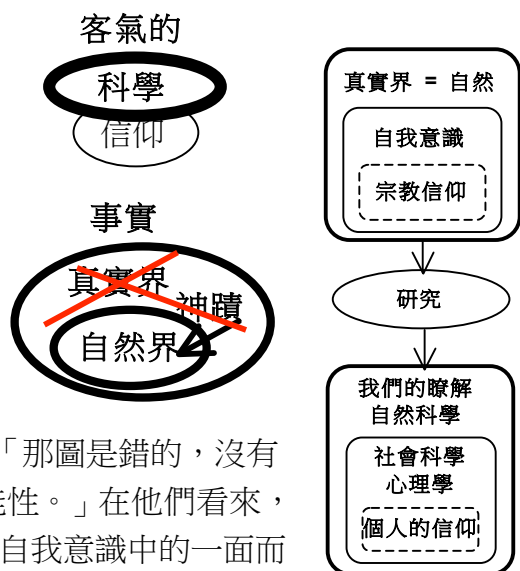 客氣的
科學
信仰
事實
真實界
神蹟
自然界
「那圖是錯的，沒有
性。」在他們看來，
自我意識中的一面而
真實界 = 自然
自我意識
宗教信仰
研究
我們的瞭解
自然科學
社會科學
心理學
個人的信仰